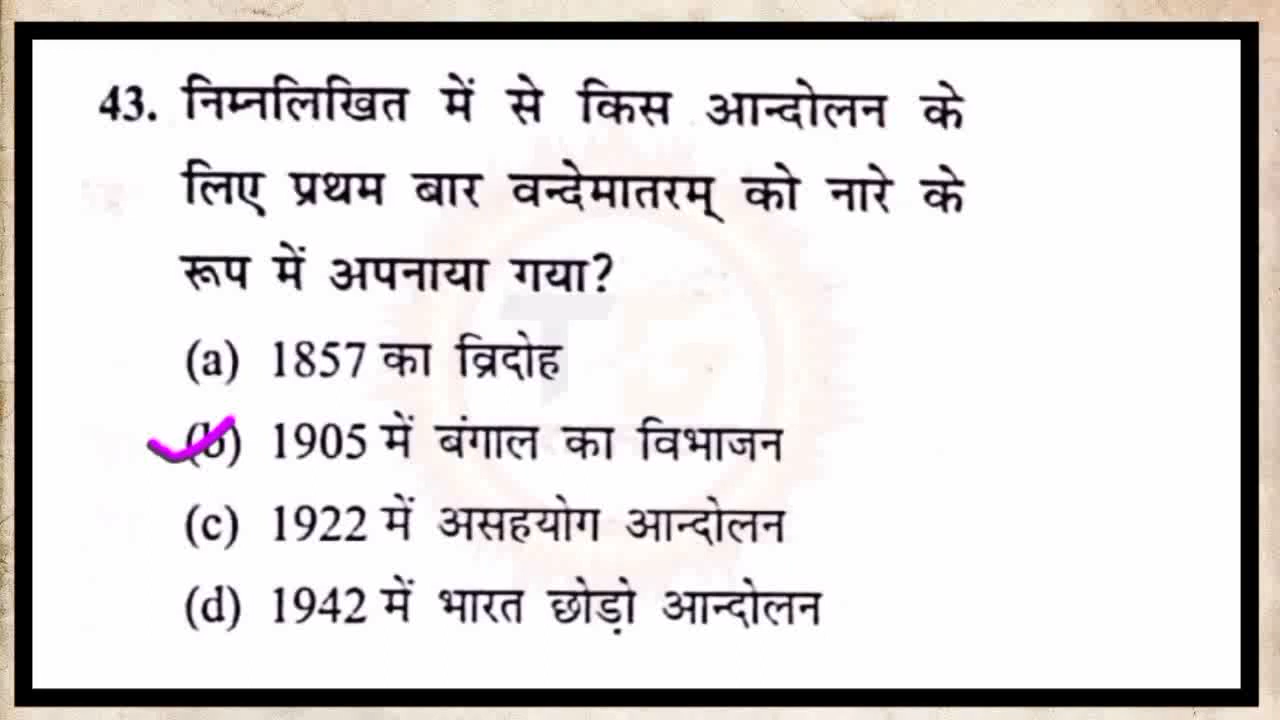 43. निम्नलिखित में से किस आन्दोलन के
लिए प्रथम बार वन्देमातरम् को नारे के
रूप में अपनाया गया?
(a) 1857 का व्रिदोह
(b) 1905 में बंगाल का विभाजन
(c) 1922 में असहयोग आन्दोलन
(d) 1942 में भारत छोड़ो आन्दोलन